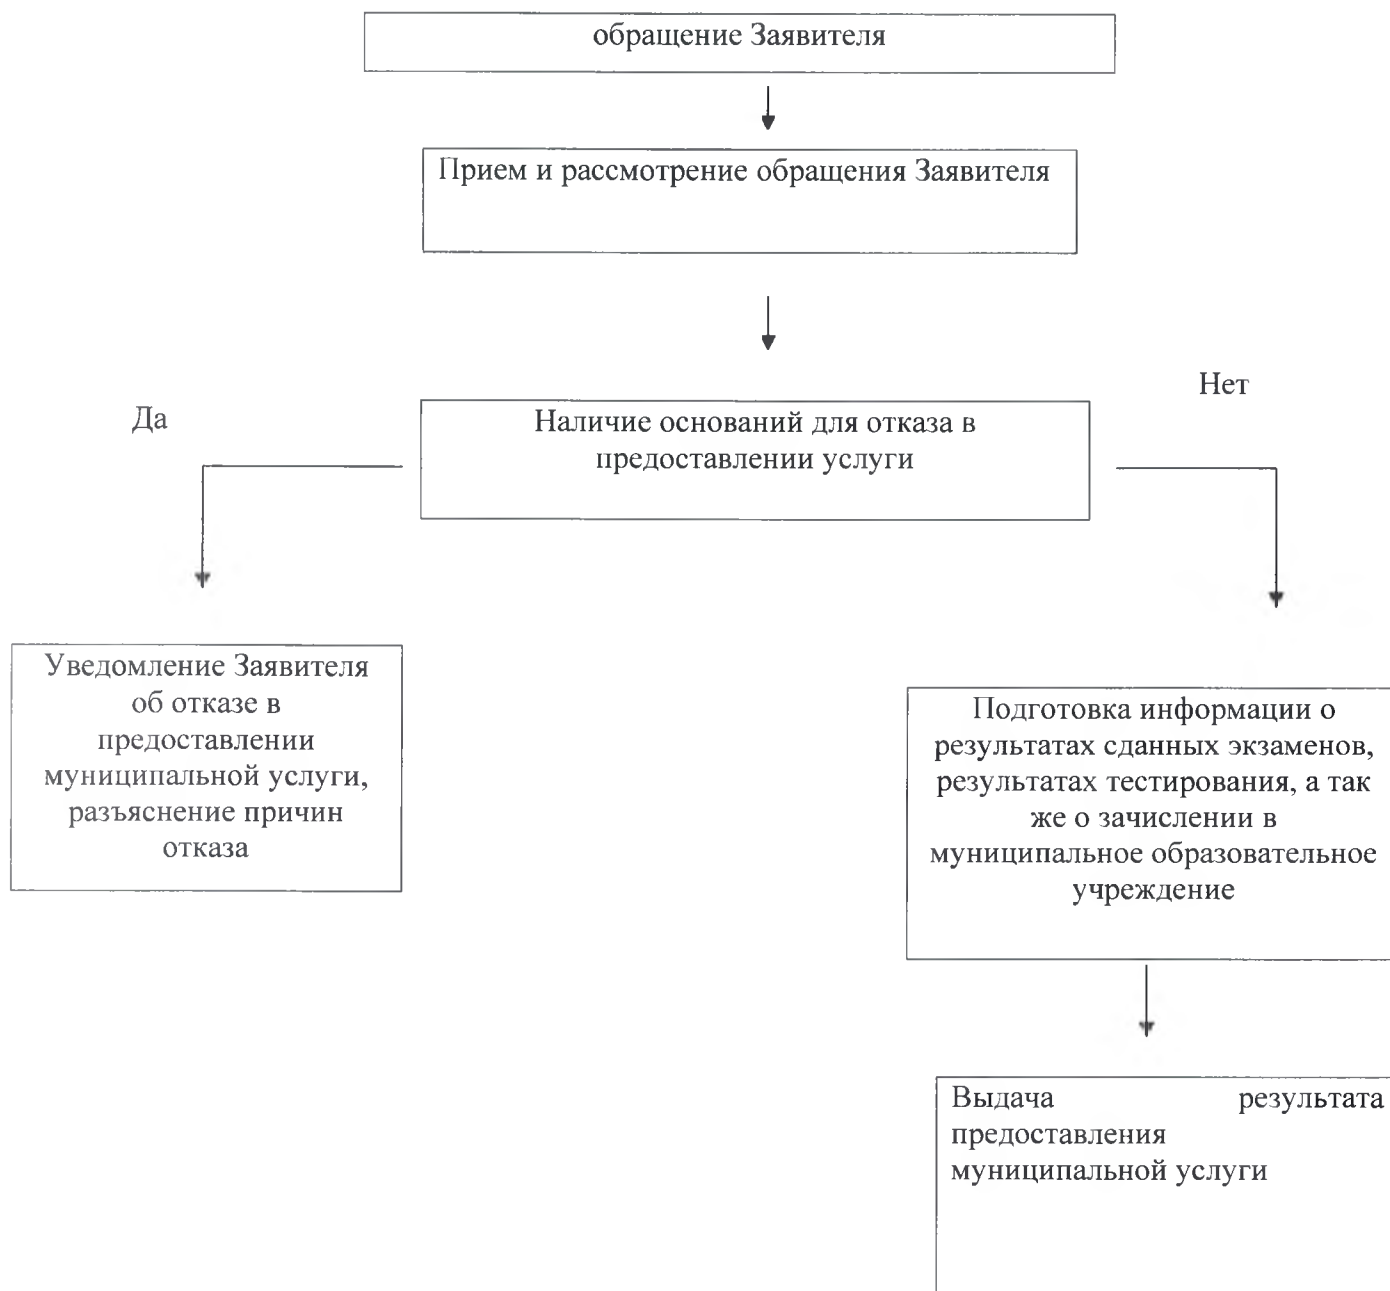 обращение Заявителя
Прием и рассмотрение обращения Заявителя
Нет
Да
Наличие оснований для отказа в
предоставлении услуги
Уведомление Заявителя
об отказе в
предоставлении
муниципальной услуги,
разъяснение причин
отказа
Подготовка информации о
результатах сданных экзаменов,
результатах тестирования, а так
же о зачислении в
муниципальное образовательное
учреждение
Выдача результата
предоставления
муниципальной услуги